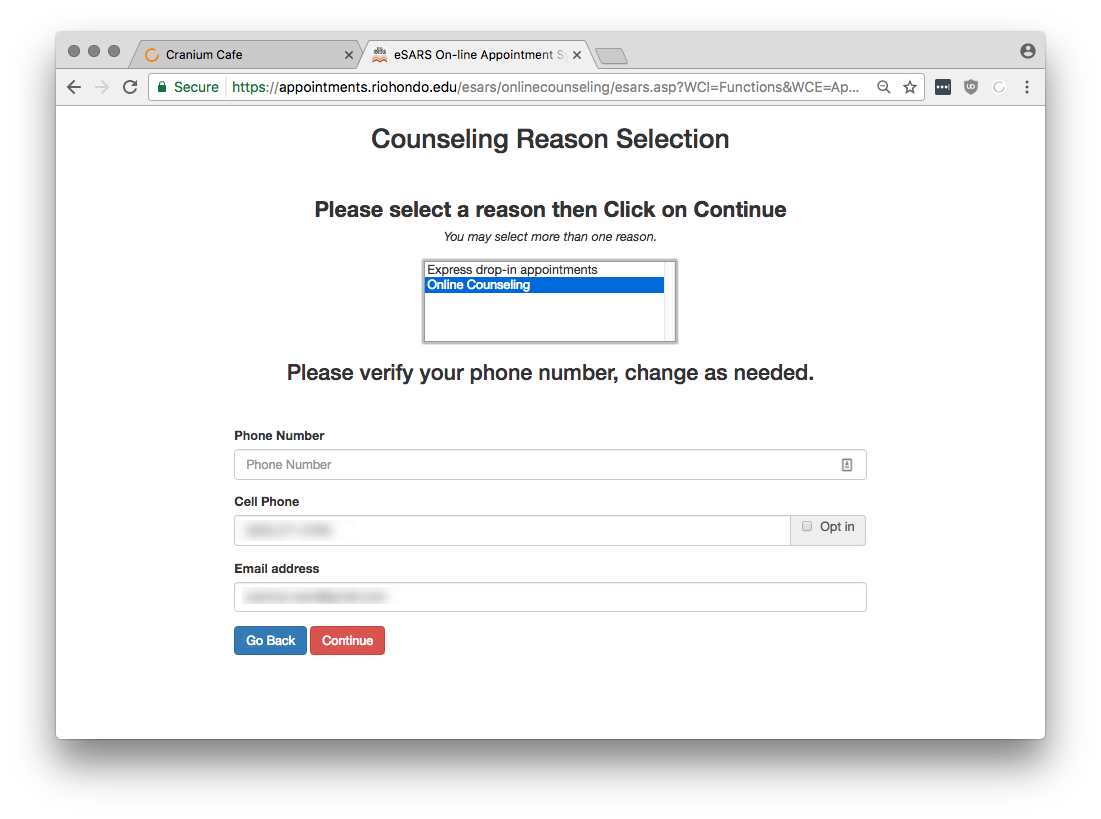 Cranium Cafe
eSARS On-line Appointment S
Secure https://appointments.riohondo.edu/esars/onlinecounseling/esars.asp?WCI=Functions&WCE=Ap...
Counseling Reason Selection
Please select a reason then Click on Continue
You may select more than one reason.
Express drop-in appointments
Online Counseling
Please verify your phone number, change as needed.
Phone Number
Phone Number
Cell Phone
Opt in
Email address
Go Back Continue